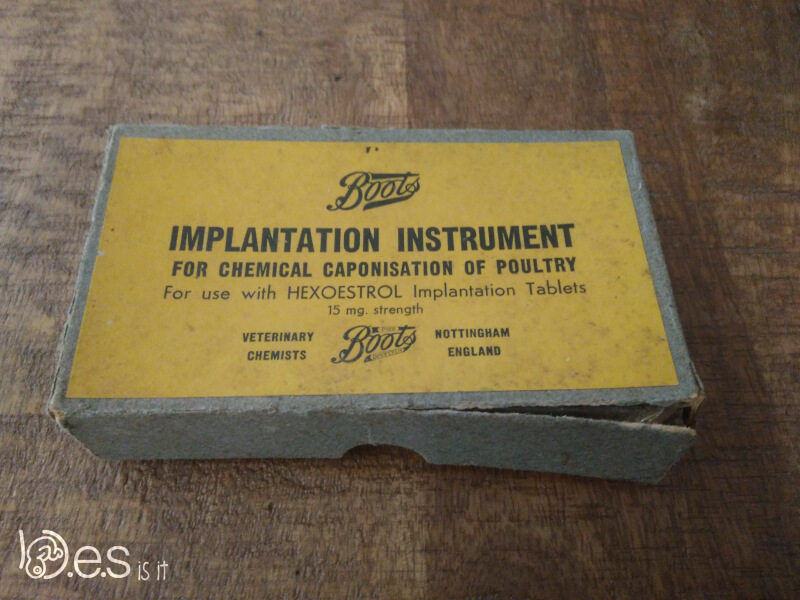 Boots
IMPLANTATION INSTRUMENT
FOR CHEMICAL CAPONISATION OF POULTRY
For use with HEXOESTROL Implantation Tablets
15 mg. strength
VETERINARY CHEMISTS
Boots
NOTTINGHAM ENGLAND
D.e.S is it